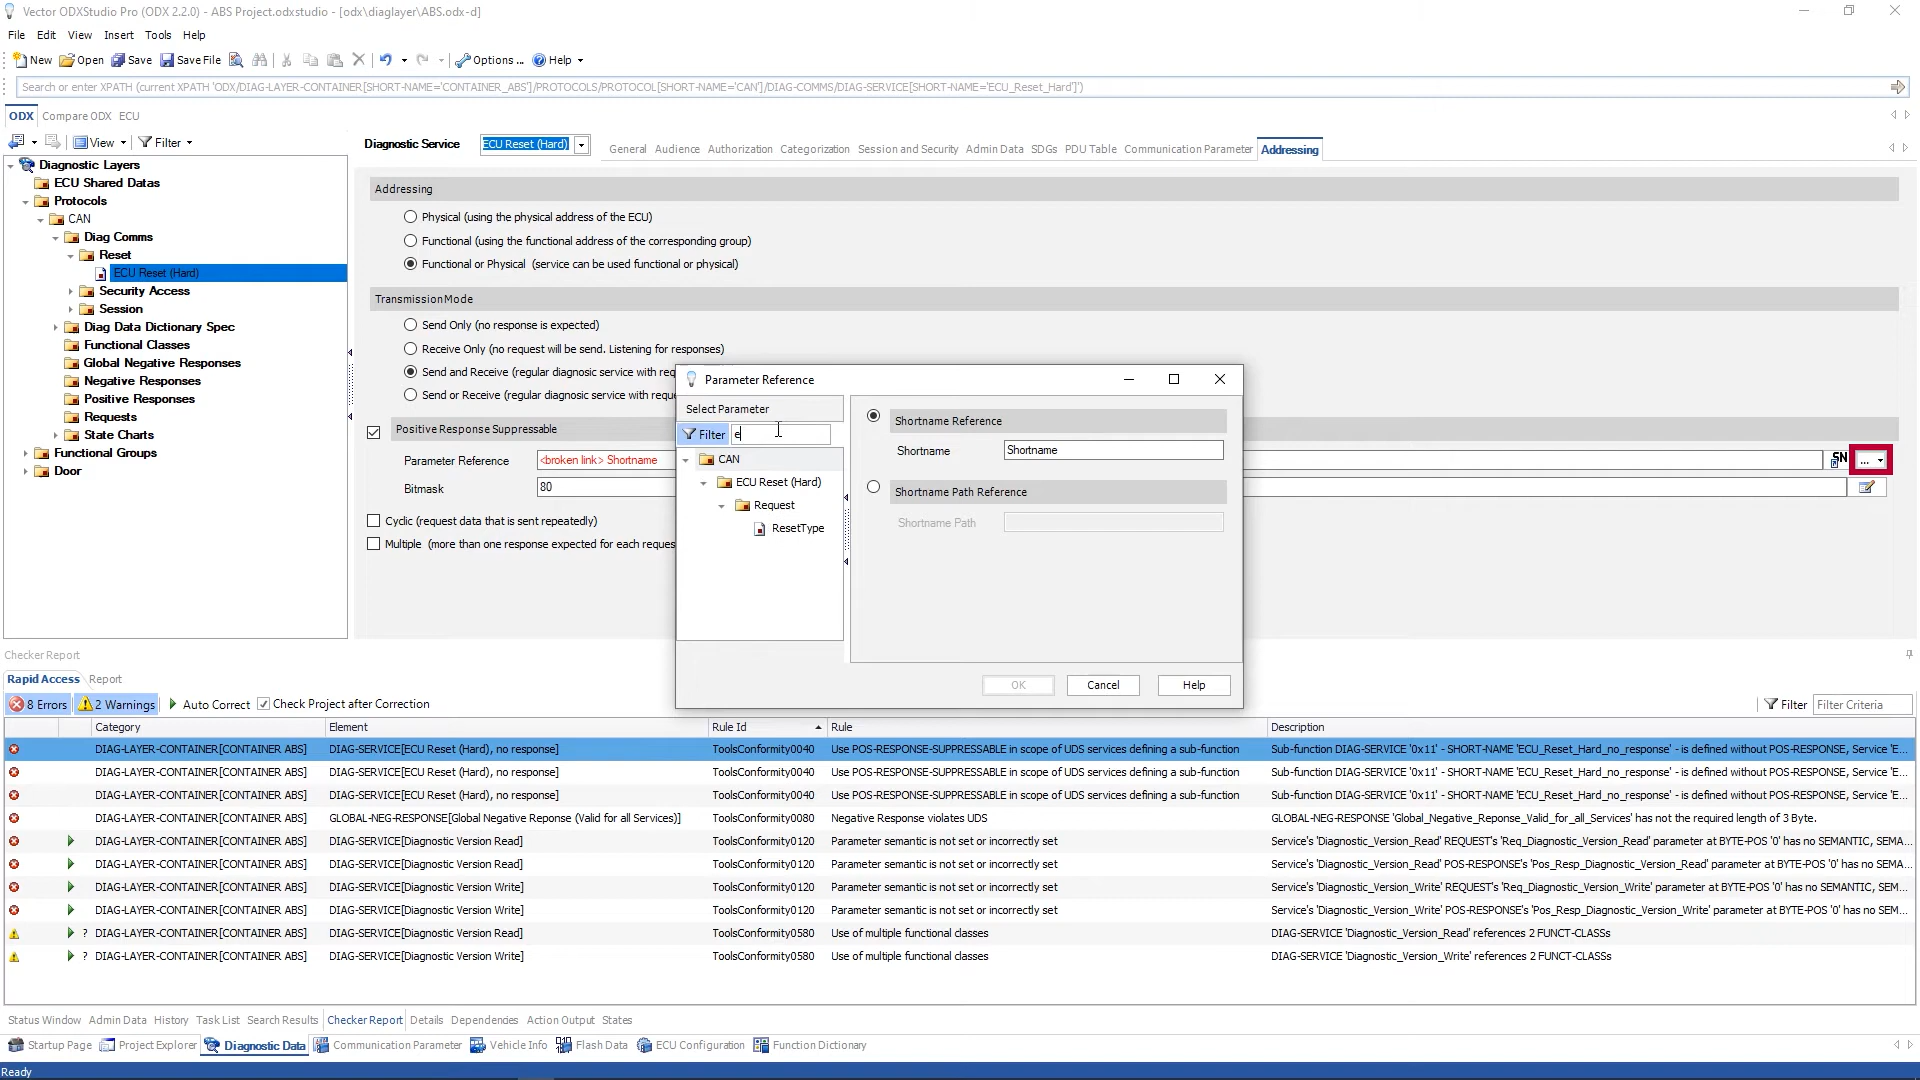 Vector ODXStudio Pro (ODX 2.2.0) - ABS Project.odxstudio - [odx\diaglayer\ABS.odx-d]
File Edit View Insert Tools Help
New Open Save Save File Options ... Help
Search or enter XPATH (current XPATH 'ODX/DIAG-LAYER-CONTAINER[SHORT-NAME='CONTAINER_ABS']/PROTOCOLS/PROTOCOL[SHORT-NAME='CAN']/DIAG-COMMS/DIAG-SERVICE[SHORT-NAME='ECU_Reset_Hard']')
ODX Compare ODX ECU
View Filter
Diagnostic Layers
ECU Shared Datas
Protocols
CAN
Diag Comms
Reset
ECU Reset (Hard)
Security Access
Session
Diag Data Dictionary Spec
Functional Classes
Global Negative Responses
Negative Responses
Positive Responses
Requests
State Charts
Functional Groups
Door
Diagnostic Service ECU Reset (Hard) General Audience Authorization Categorization Session and Security Admin Data SDGs PDU Table Communication Parameter Addressing
Addressing
Physical (using the physical address of the ECU)
Functional (using the functional address of the corresponding group)
Functional or Physical (service can be used functional or physical)
TransmissionMode
Send Only (no response is expected)
Receive Only (no request will be send. Listening for responses)
Send and Receive (regular diagnostic service with req
Send or Receive (regular diagnostic service with reque
Positive Response Suppressable
Parameter Reference <broken link> Shortname SN ...
Bitmask 80
Cyclic (request data that is sent repeatedly)
Multiple (more than one response expected for each reques
Parameter Reference
Select Parameter
Filter e
CAN
ECU Reset (Hard)
Request
ResetType
Shortname Reference
Shortname Shortname
Shortname Path Reference
Shortname Path
OK Cancel Help
Checker Report
Rapid Access Report
8 Errors 2 Warnings Auto Correct Check Project after Correction Filter Filter Criteria
Category Element Rule Id Rule Description
DIAG-LAYER-CONTAINER[CONTAINER ABS] DIAG-SERVICE[ECU Reset (Hard), no response] ToolsConformity0040 Use POS-RESPONSE-SUPPRESSABLE in scope of UDS services defining a sub-function Sub-function DIAG-SERVICE '0x11' - SHORT-NAME 'ECU_Reset_Hard_no_response' - is defined without POS-RESPONSE, Service 'E...
DIAG-LAYER-CONTAINER[CONTAINER ABS] DIAG-SERVICE[ECU Reset (Hard), no response] ToolsConformity0040 Use POS-RESPONSE-SUPPRESSABLE in scope of UDS services defining a sub-function Sub-function DIAG-SERVICE '0x11' - SHORT-NAME 'ECU_Reset_Hard_no_response' - is defined without POS-RESPONSE, Service 'E...
DIAG-LAYER-CONTAINER[CONTAINER ABS] DIAG-SERVICE[ECU Reset (Hard), no response] ToolsConformity0040 Use POS-RESPONSE-SUPPRESSABLE in scope of UDS services defining a sub-function Sub-function DIAG-SERVICE '0x11' - SHORT-NAME 'ECU_Reset_Hard_no_response' - is defined without POS-RESPONSE, Service 'E...
DIAG-LAYER-CONTAINER[CONTAINER ABS] GLOBAL-NEG-RESPONSE[Global Negative Reponse (Valid for all Services)] ToolsConformity0080 Negative Response violates UDS GLOBAL-NEG-RESPONSE 'Global_Negative_Reponse_Valid_for_all_Services' has not the required length of 3 Byte.
DIAG-LAYER-CONTAINER[CONTAINER ABS] DIAG-SERVICE[Diagnostic Version Read] ToolsConformity0120 Parameter semantic is not set or incorrectly set Service's 'Diagnostic_Version_Read' REQUEST's 'Req_Diagnostic_Version_Read' parameter at BYTE-POS '0' has no SEMANTIC, SEMA...
DIAG-LAYER-CONTAINER[CONTAINER ABS] DIAG-SERVICE[Diagnostic Version Read] ToolsConformity0120 Parameter semantic is not set or incorrectly set Service's 'Diagnostic_Version_Read' POS-RESPONSE's 'Pos_Resp_Diagnostic_Version_Read' parameter at BYTE-POS '0' has no SEMA...
DIAG-LAYER-CONTAINER[CONTAINER ABS] DIAG-SERVICE[Diagnostic Version Write] ToolsConformity0120 Parameter semantic is not set or incorrectly set Service's 'Diagnostic_Version_Write' REQUEST's 'Req_Diagnostic_Version_Write' parameter at BYTE-POS '0' has no SEMANTIC, SEM...
DIAG-LAYER-CONTAINER[CONTAINER ABS] DIAG-SERVICE[Diagnostic Version Write] ToolsConformity0120 Parameter semantic is not set or incorrectly set Service's 'Diagnostic_Version_Write' POS-RESPONSE's 'Pos_Resp_Diagnostic_Version_Write' parameter at BYTE-POS '0' has no SEM...
? DIAG-LAYER-CONTAINER[CONTAINER ABS] DIAG-SERVICE[Diagnostic Version Read] ToolsConformity0580 Use of multiple functional classes DIAG-SERVICE 'Diagnostic_Version_Read' references 2 FUNCT-CLASSs
? DIAG-LAYER-CONTAINER[CONTAINER ABS] DIAG-SERVICE[Diagnostic Version Write] ToolsConformity0580 Use of multiple functional classes DIAG-SERVICE 'Diagnostic_Version_Write' references 2 FUNCT-CLASSs
Status Window Admin Data History Task List Search Results Checker Report Details Dependencies Action Output States
Startup Page Project Explorer Diagnostic Data Communication Parameter Vehicle Info Flash Data ECU Configuration Function Dictionary
Ready